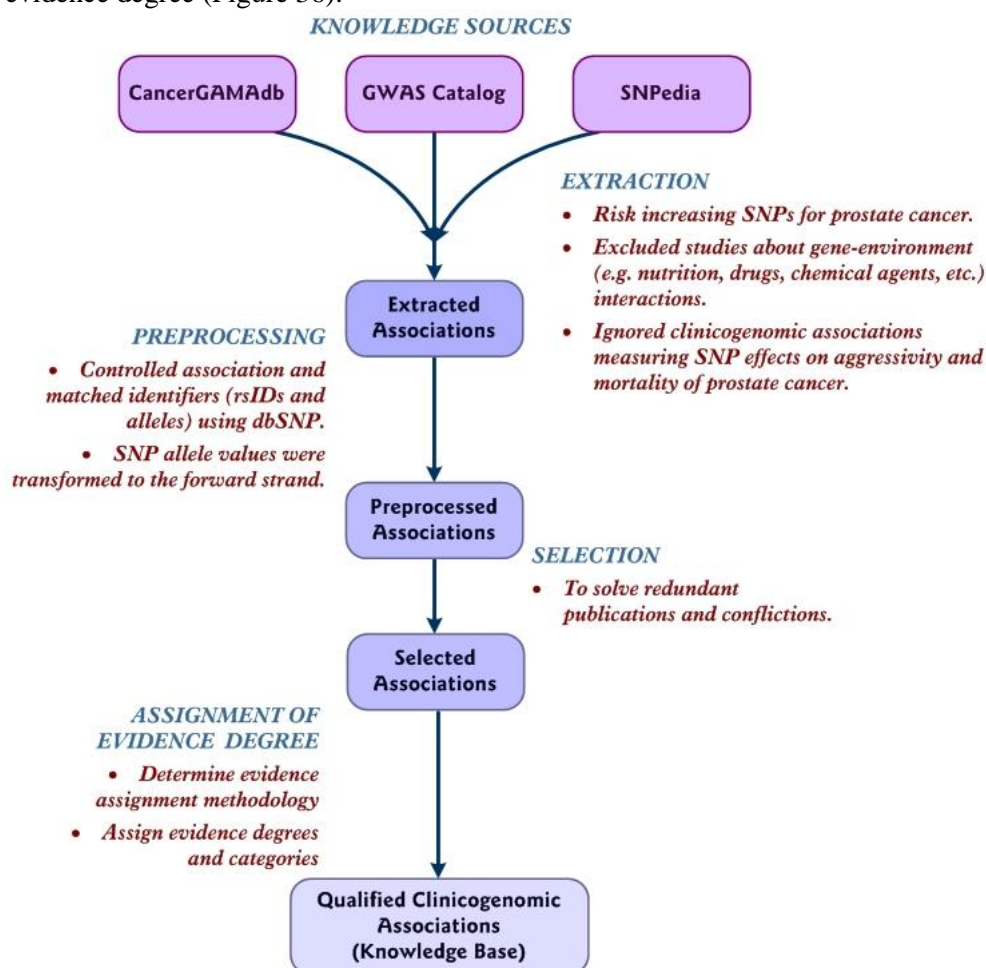 evidence degree (Figure 38).
KNOWLEDGE SOURCES
CancerGAMAdb
GWAS Catalog
SNPedia
EXTRACTION
• Risk increasing SNPs for prostate cancer.
• Excluded studies about gene-environment
(e.g. nutrition, drugs, chemical agents, etc.)
interactions.
• Ignored clinicogenomic associations
measuring SNP effects on aggressivity and
mortality of prostate cancer.
Extracted
Associations
PREPROCESSING
• Controlled association and
matched identifiers (rsIDs and
alleles) using dbSNP.
• SNP allele values were
transformed to the forward strand.
Preprocessed
Associations
SELECTION
• To solve redundant
publications and conflictions.
Selected
Associations
ASSIGNMENT OF
EVIDENCE DEGREE
• Determine evidence
assignment methodology
• Assign evidence degrees
and categories
Qualified Clinicogenomic
Associations
(Knowledge Base)